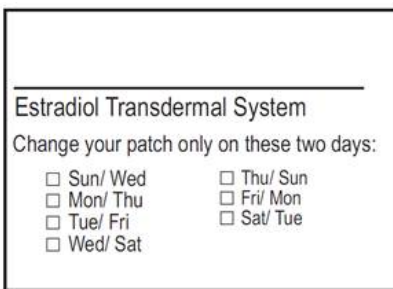 Estradiol Transdermal System
Change your patch only on these two days:
☐ Sun/ Wed
☐ Mon/ Thu
☐ Tue/ Fri
☐ Wed/ Sat
☐ Thu/ Sun
☐ Fri/ Mon
☐ Sat/ Tue